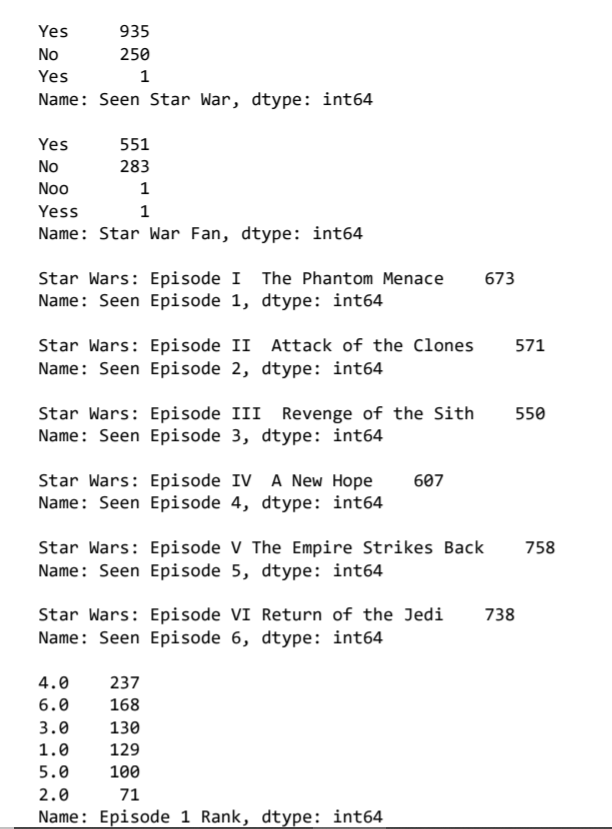 Yes     935
No      250
Yes       1
Name: Seen Star War, dtype: int64
Yes     551
No      283
Noo       1
Yess      1
Name: Star War Fan, dtype: int64
Star Wars: Episode I  The Phantom Menace    673
Name: Seen Episode 1, dtype: int64
Star Wars: Episode II  Attack of the Clones    571
Name: Seen Episode 2, dtype: int64
Star Wars: Episode III  Revenge of the Sith    550
Name: Seen Episode 3, dtype: int64
Star Wars: Episode IV  A New Hope    607
Name: Seen Episode 4, dtype: int64
Star Wars: Episode V The Empire Strikes Back    758
Name: Seen Episode 5, dtype: int64
Star Wars: Episode VI Return of the Jedi    738
Name: Seen Episode 6, dtype: int64
4.0    237
6.0    168
3.0    130
1.0    129
5.0    100
2.0     71
Name: Episode 1 Rank, dtype: int64